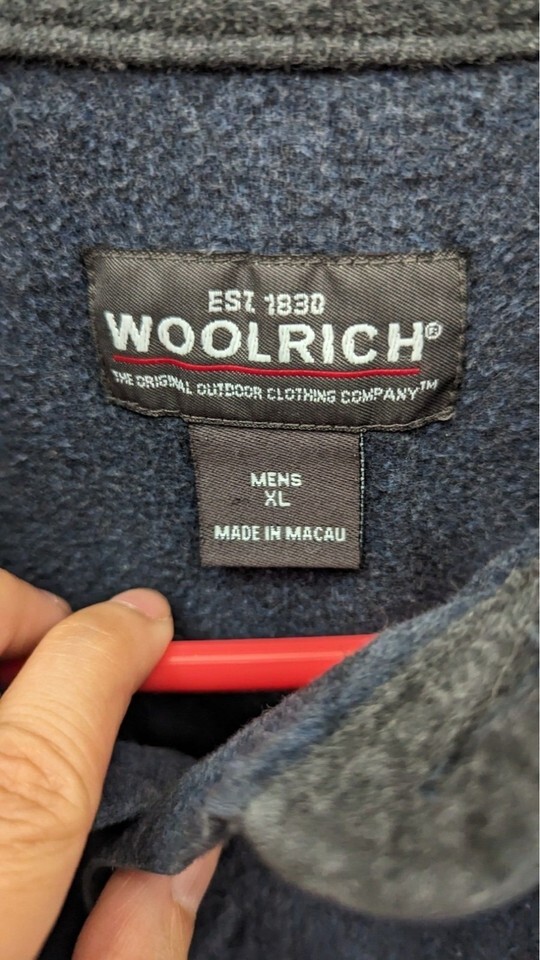 EST. 1830
WOOLRICH®
THE ORIGINAL OUTDOOR CLOTHING COMPANY™
MENS
XL
MADE IN MACAU